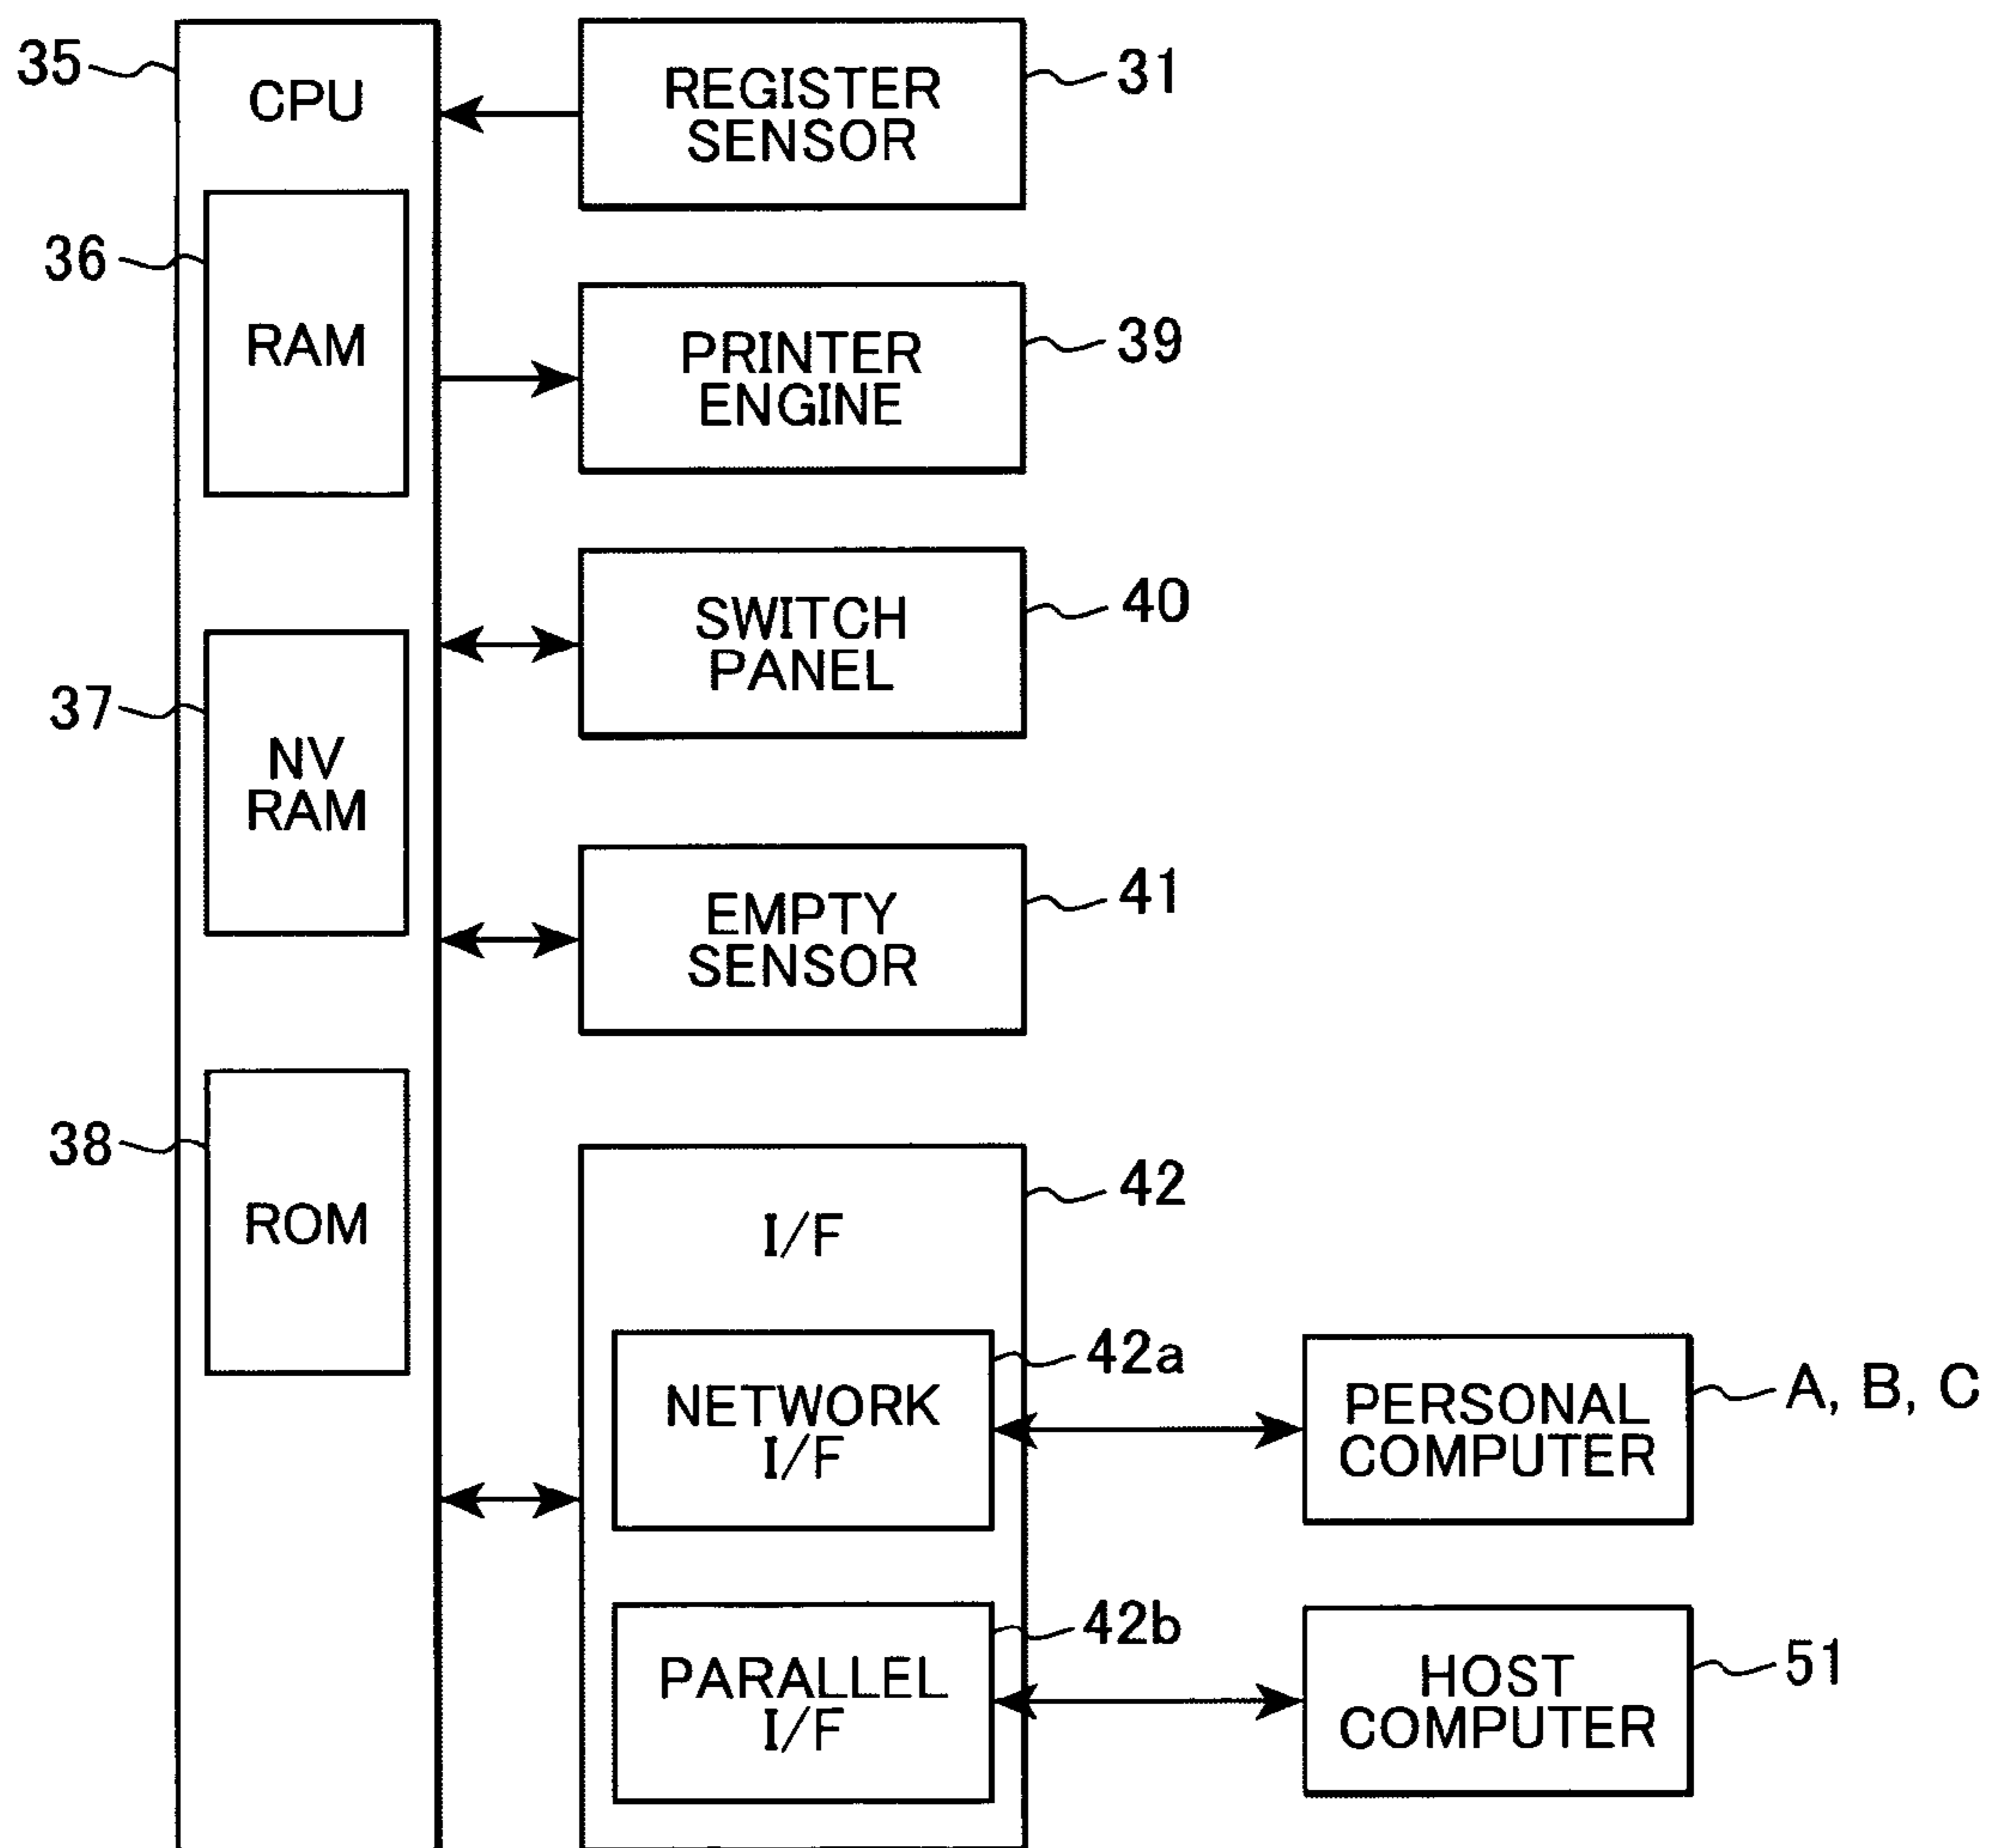 35
CPU
36
RAM
37
NV
RAM
38
ROM
REGISTER
SENSOR
31
PRINTER
ENGINE
39
SWITCH
PANEL
40
EMPTY
SENSOR
41
I/F
42
NETWORK
I/F
42a
PARALLEL
I/F
42b
PERSONAL
COMPUTER
A, B, C
HOST
COMPUTER
51